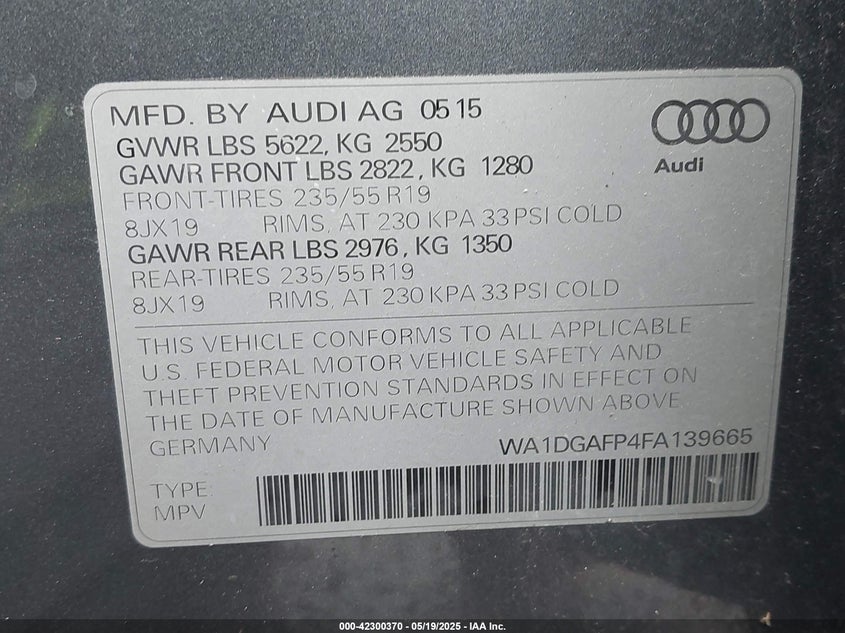 MFD. BY AUDI AG 05 15
GVWR LBS 5622, KG 2550
GAWR FRONT LBS 2822, KG 1280
FRONT-TIRES 235/55 R19
8JX19 RIMS, AT 230 KPA 33 PSI COLD
GAWR REAR LBS 2976, KG 1350
REAR-TIRES 235/55 R19
8JX19 RIMS, AT 230 KPA 33 PSI COLD
Audi
THIS VEHICLE CONFORMS TO ALL APPLICABLE
U.S. FEDERAL MOTOR VEHICLE SAFETY AND
THEFT PREVENTION STANDARDS IN EFFECT ON
THE DATE OF MANUFACTURE SHOWN ABOVE.
GERMANY WA1DGAFP4FA139665
TYPE:
MPV
000-42300370 - 05/19/2025 - IAA Inc.